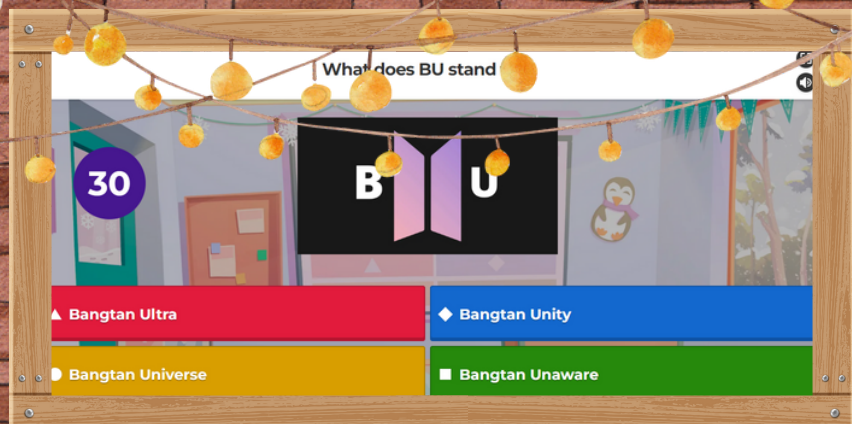 What does BU stand
30
B U
Bangtan Ultra
Bangtan Unity
Bangtan Universe
Bangtan Unaware